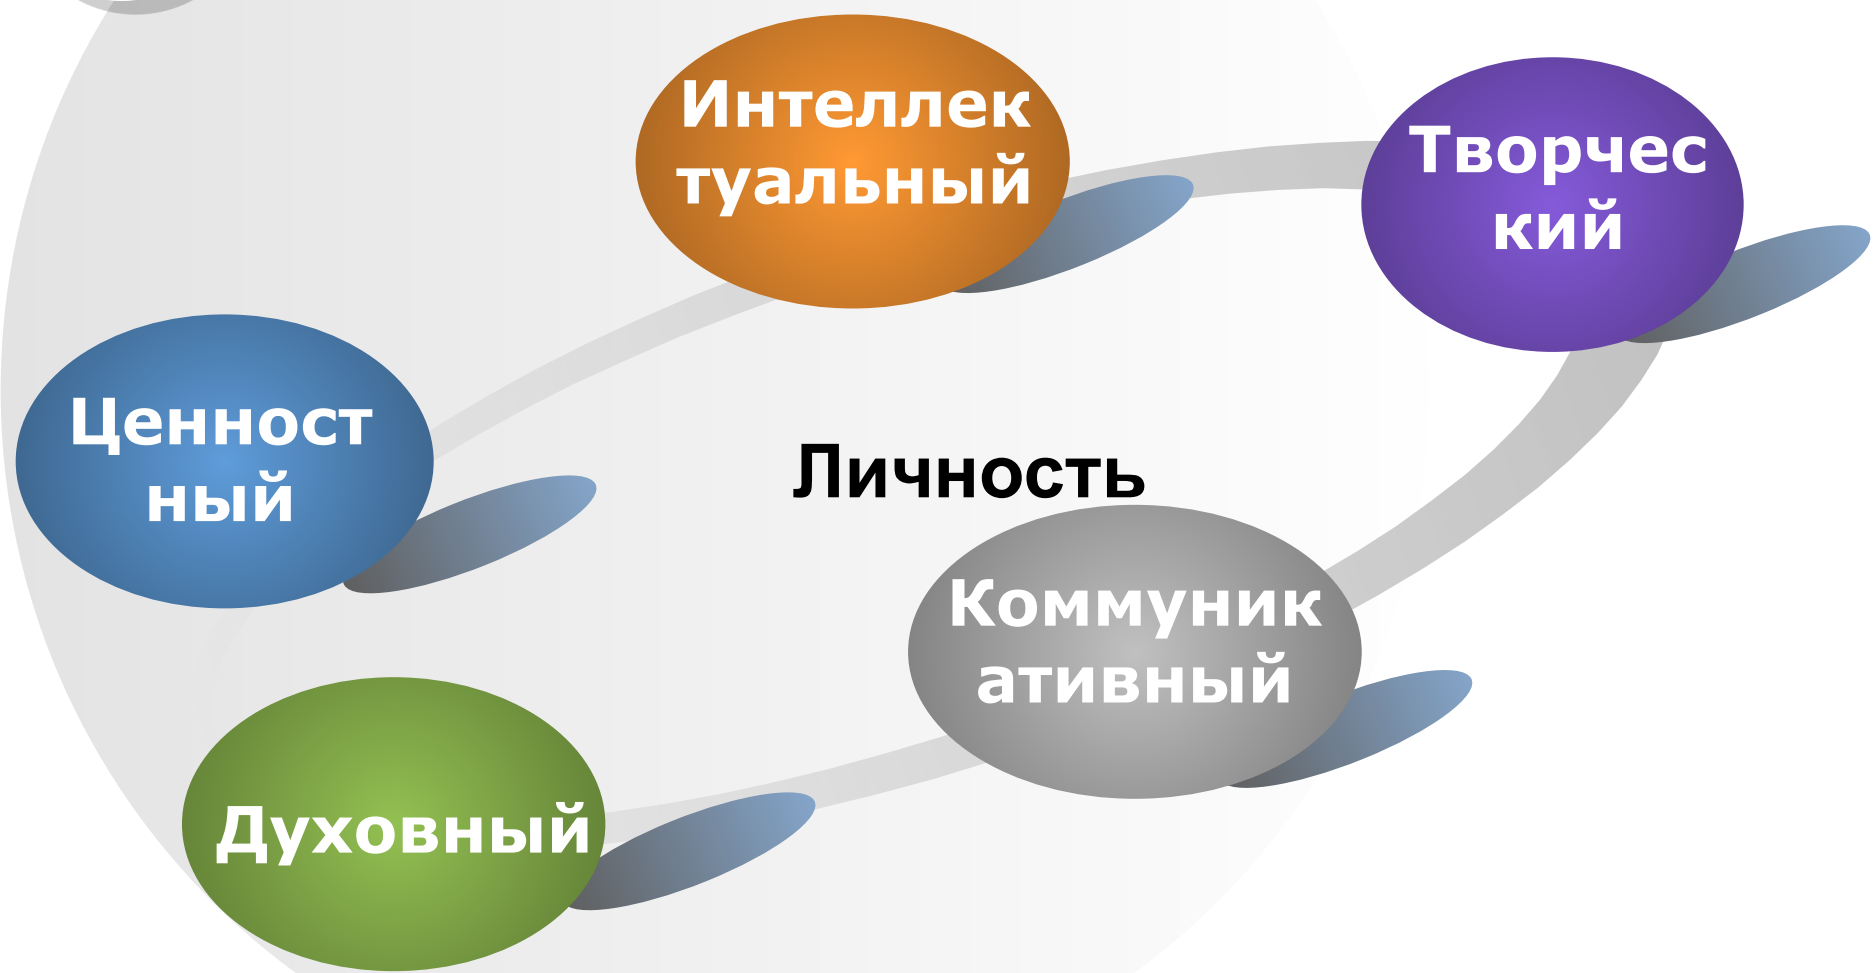 Интеллек
туальный
Творчес
кий
Ценност
ный
Личность
Коммуник
ативный
Духовный